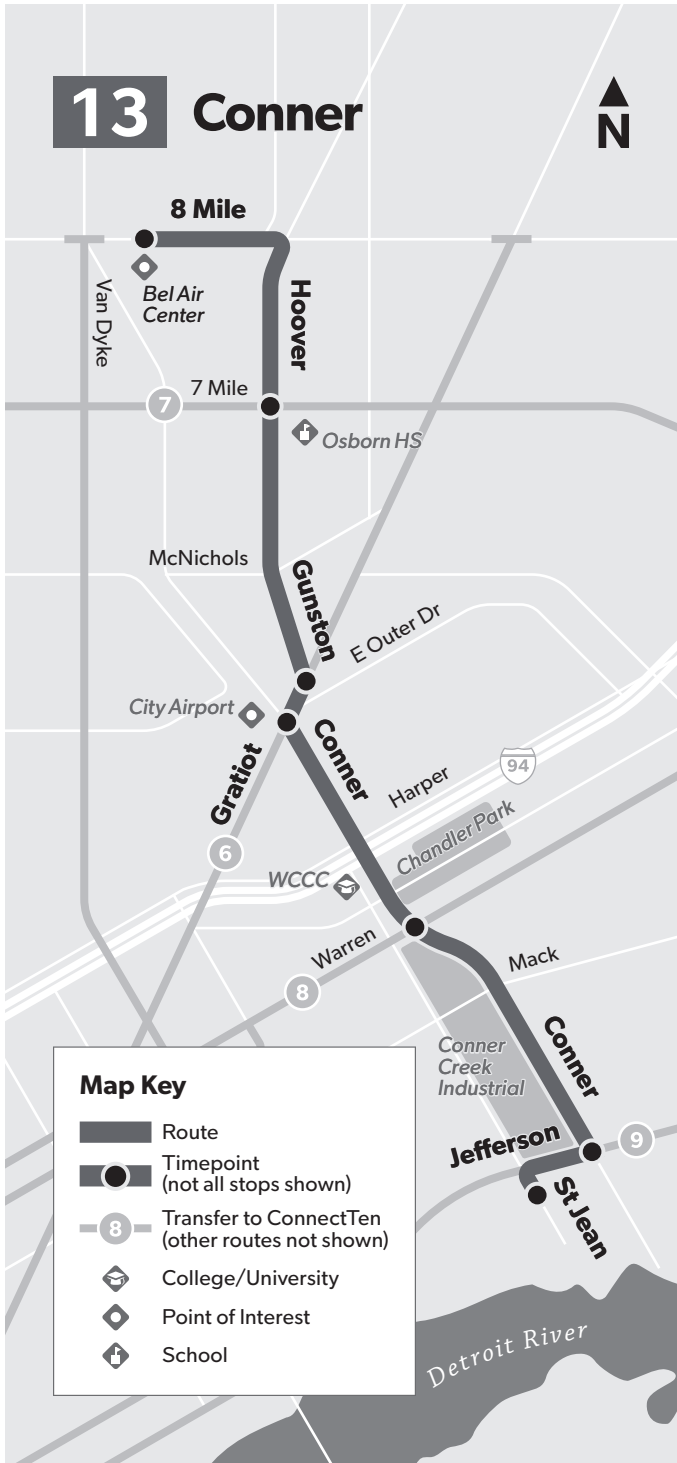 13 Conner
N
8 Mile
Bel Air
Center
Van Dyke
Hoover
7
7 Mile
Osborn HS
McNichols
Gunston
E Outer Dr
City Airport
Conner
Gratiot
94
Harper
6
Chandler Park
WCCC
Warren
Mack
8
Conner
Creek
Industrial
Conner
Jefferson
9
St Jean
Map Key
Route
Timepoint
(not all stops shown)
8
Transfer to ConnectTen
(other routes not shown)
College/University
Point of Interest
School
Detroit River